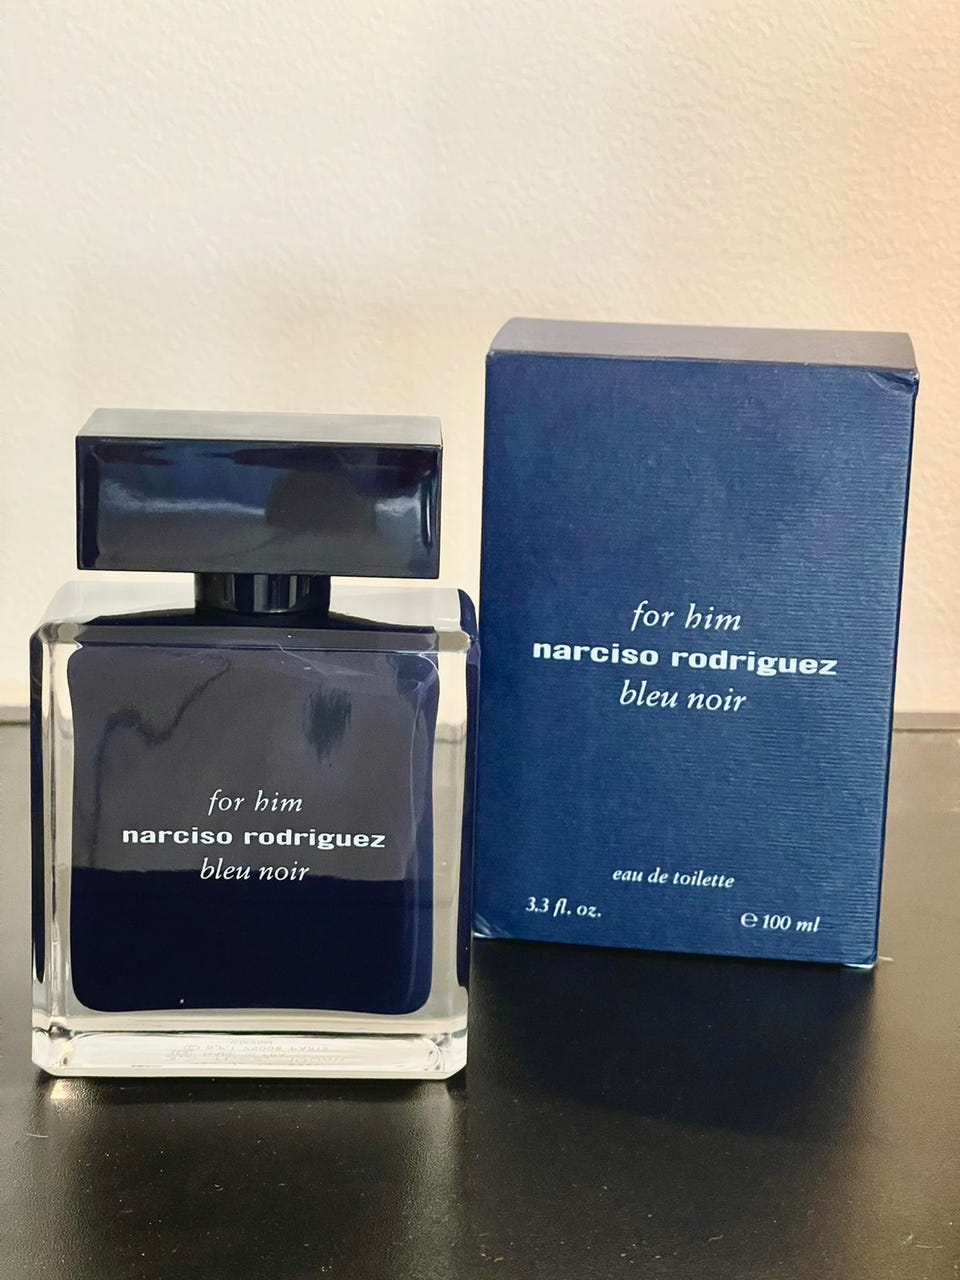 for him
narciso rodriguez
bleu noir
for him
narciso rodriguez
bleu noir
eau de toilette
3.3 fl. oz.
℮ 100 ml